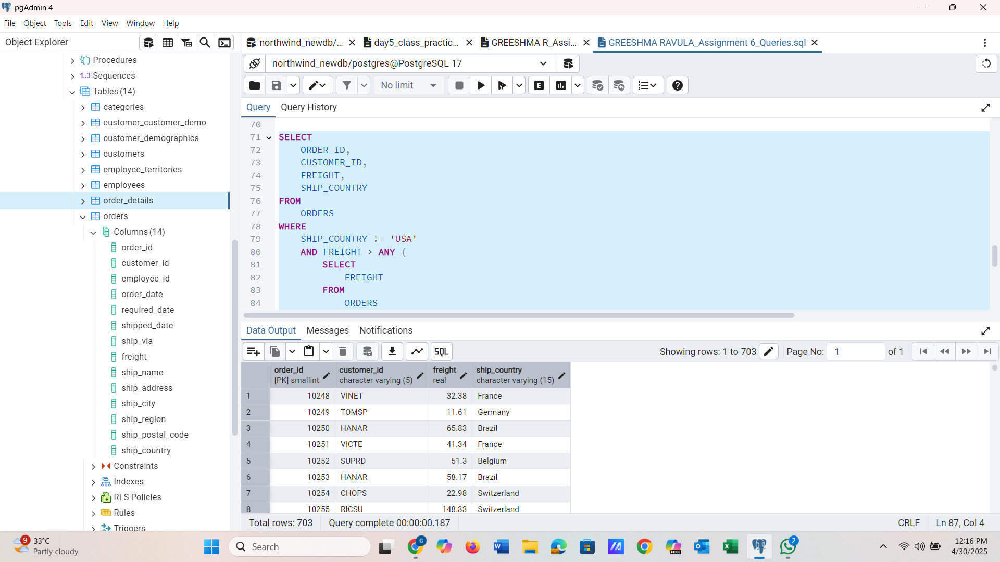 pgAdmin 4
File Object Tools Edit View Window Help
Object Explorer
northwind_newdb/...
day5_class_practic...
GREESHMA R_Assi...
GREESHMA RAVULA_Assignment 6_Queries.sql
northwind_newdb/postgres@PostgreSQL 17
No limit
E
Query
Query History
Procedures
1..3 Sequences
Tables (14)
categories
customer_customer_demo
customer_demographics
customers
employee_territories
employees
order_details
orders
Columns (14)
order_id
customer_id
employee_id
order_date
required_date
shipped_date
ship_via
freight
ship_name
ship_address
ship_city
ship_region
ship_postal_code
ship_country
Constraints
Indexes
RLS Policies
Rules
Triggers
70
71 SELECT
72 ORDER_ID,
73 CUSTOMER_ID,
74 FREIGHT,
75 SHIP_COUNTRY
76 FROM
77 ORDERS
78 WHERE
79 SHIP_COUNTRY != 'USA'
80 AND FREIGHT > ANY (
81 SELECT
82 FREIGHT
83 FROM
84 ORDERS
Data Output Messages Notifications
SQL
Showing rows: 1 to 703
Page No: 1 of 1
order_id customer_id freight ship_country
[PK] smallint character varying (5) real character varying (15)
1 10248 VINET 32.38 France
2 10249 TOMSP 11.61 Germany
3 10250 HANAR 65.83 Brazil
4 10251 VICTE 41.34 France
5 10252 SUPRD 51.3 Belgium
6 10253 HANAR 58.17 Brazil
7 10254 CHOPS 22.98 Switzerland
8 10255 RICSU 148.33 Switzerland
Total rows: 703
Query complete 00:00:00.187
CRLF
Ln 87, Col 4
9
33°C
Partly cloudy
Search
G
M365
2
12:16 PM
4/30/2025